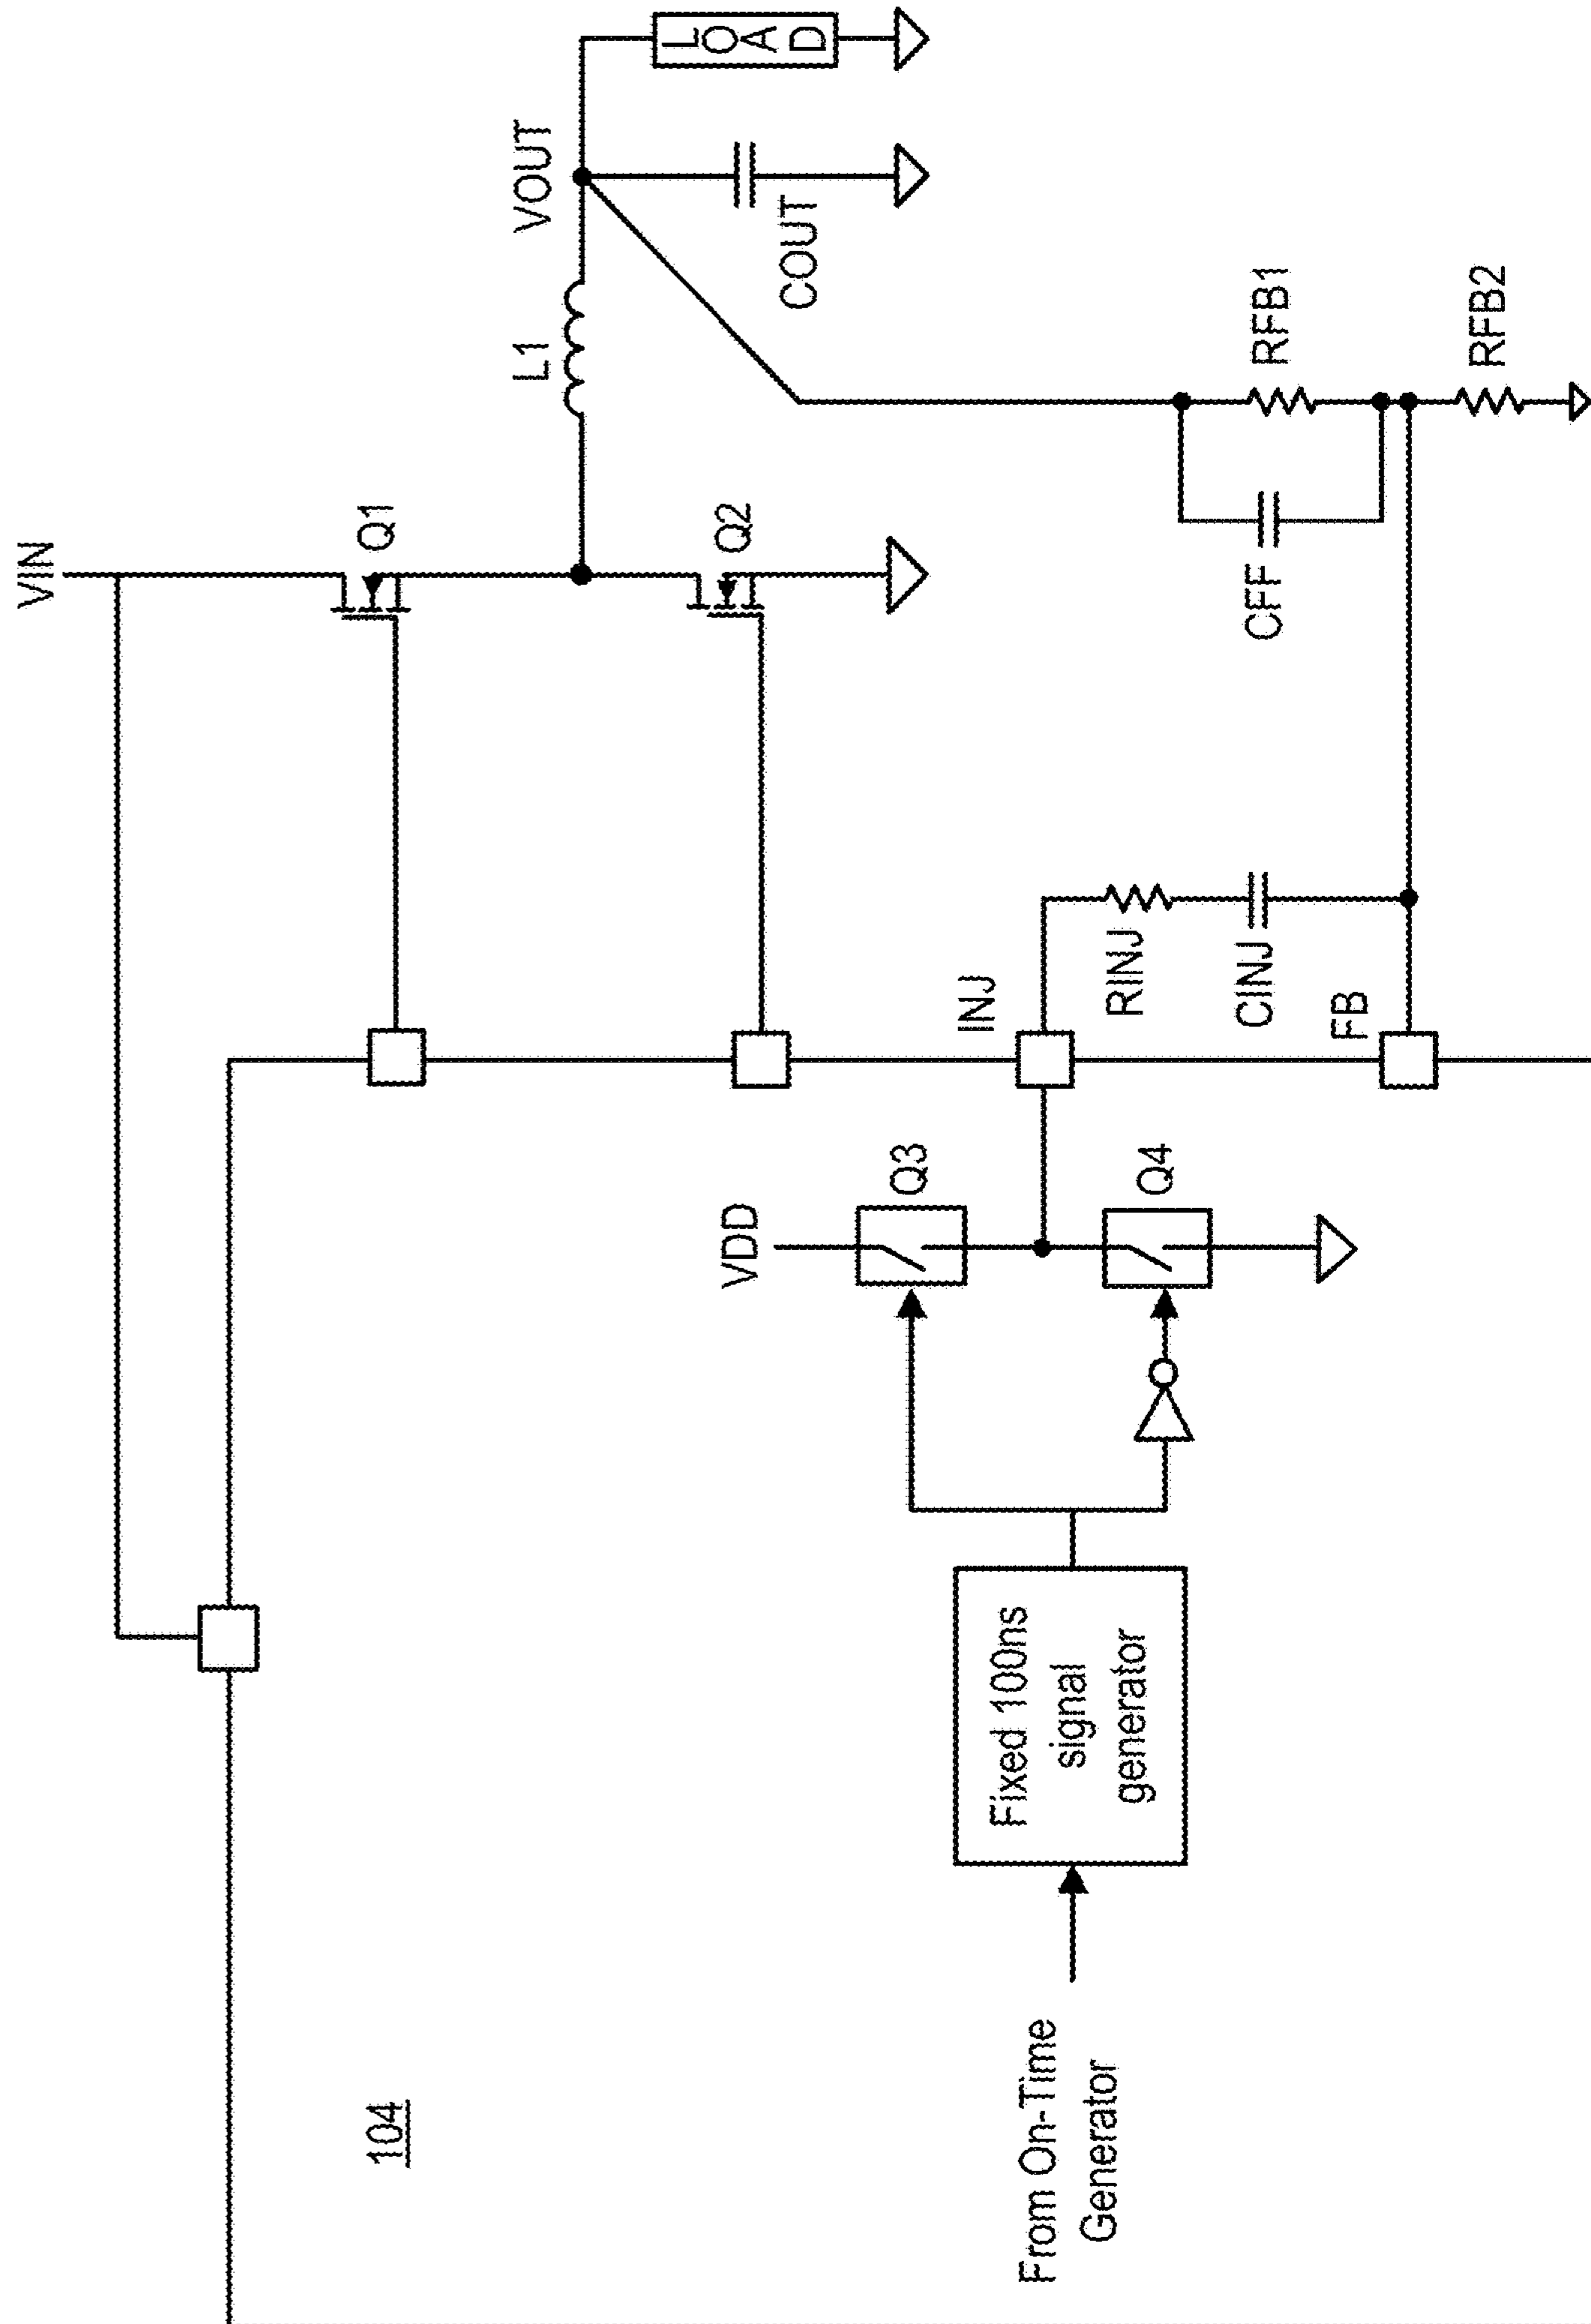 VIN
Q1
L1
VOUT
L
O
A
D
Q2
COUT
VDD
Q3
INJ
RINJ
Q4
CINJ
CFF
RFB1
FB
RFB2
104
From On-Time
Generator
Fixed 100ns
signal
generator